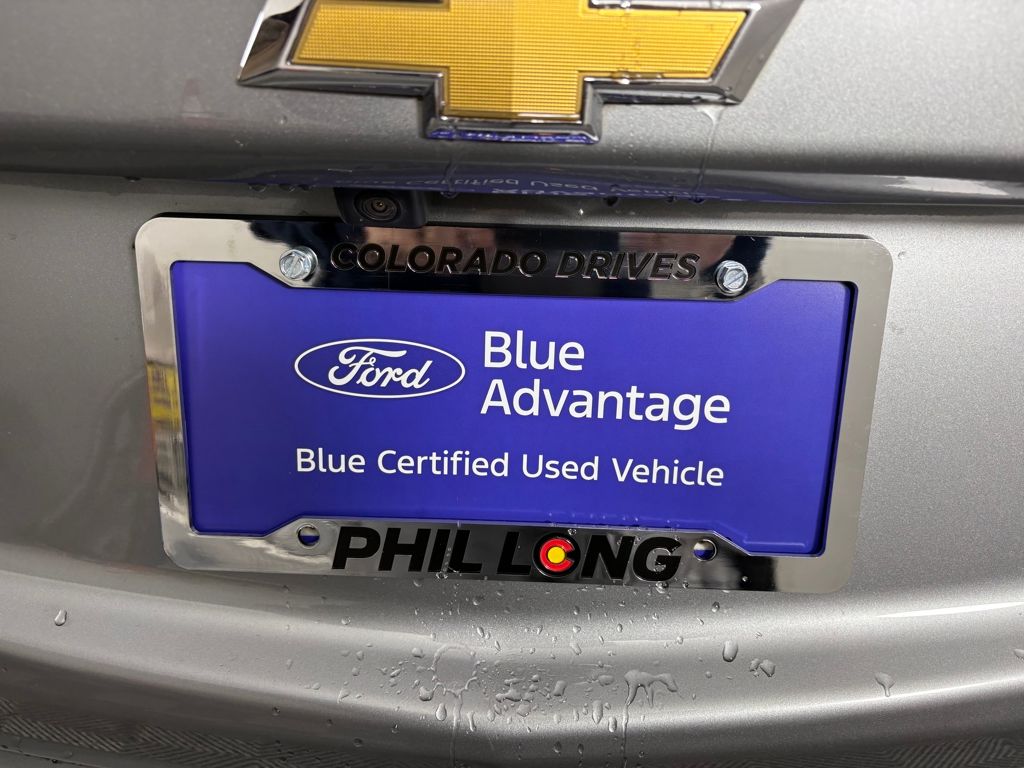 COLORADO DRIVES
Ford
Blue
Advantage
Blue Certified Used Vehicle
PHIL LONG